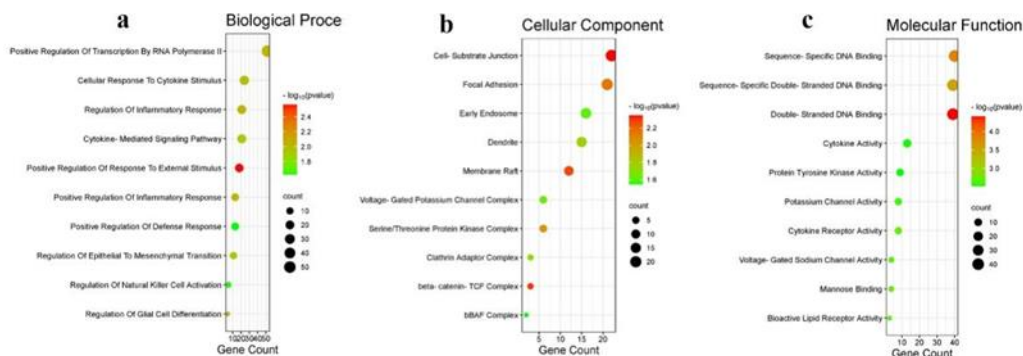 a
Biological Proce
Positive Regulation Of Transcription By RNA Polymerase II
Cellular Response To Cytokine Stimulus
Regulation Of Inflammatory Response
Cytokine- Mediated Signaling Pathway
Positive Regulation Of Response To External Stimulus
Positive Regulation Of Inflammatory Response
Positive Regulation Of Defense Response
Regulation Of Epithelial To Mesenchymal Transition
Regulation Of Natural Killer Cell Activation
Regulation Of Glial Cell Differentiation
1020304050
Gene Count
- log10(pvalue)
2.4
2.1
1.8
count
10
20
30
40
50
b
Cellular Component
Cell- Substrate Junction
Focal Adhesion
Early Endosome
Dendrite
Membrane Raft
Voltage- Gated Potassium Channel Complex
Serine/Threonine Protein Kinase Complex
Clathrin Adaptor Complex
beta- catenin- TCF Complex
bBAF Complex
5 10 15 20
Gene Count
- log10(pvalue)
2.2
2.0
1.8
1.6
count
5
10
15
20
c
Molecular Function
Sequence- Specific DNA Binding
Sequence- Specific Double- Stranded DNA Binding
Double- Stranded DNA Binding
Cytokine Activity
Protein Tyrosine Kinase Activity
Potassium Channel Activity
Cytokine Receptor Activity
Voltage- Gated Sodium Channel Activity
Mannose Binding
Bioactive Lipid Receptor Activity
10 20 30 40
Gene Count
- log10(pvalue)
4.0
3.5
3.0
count
10
20
30
40